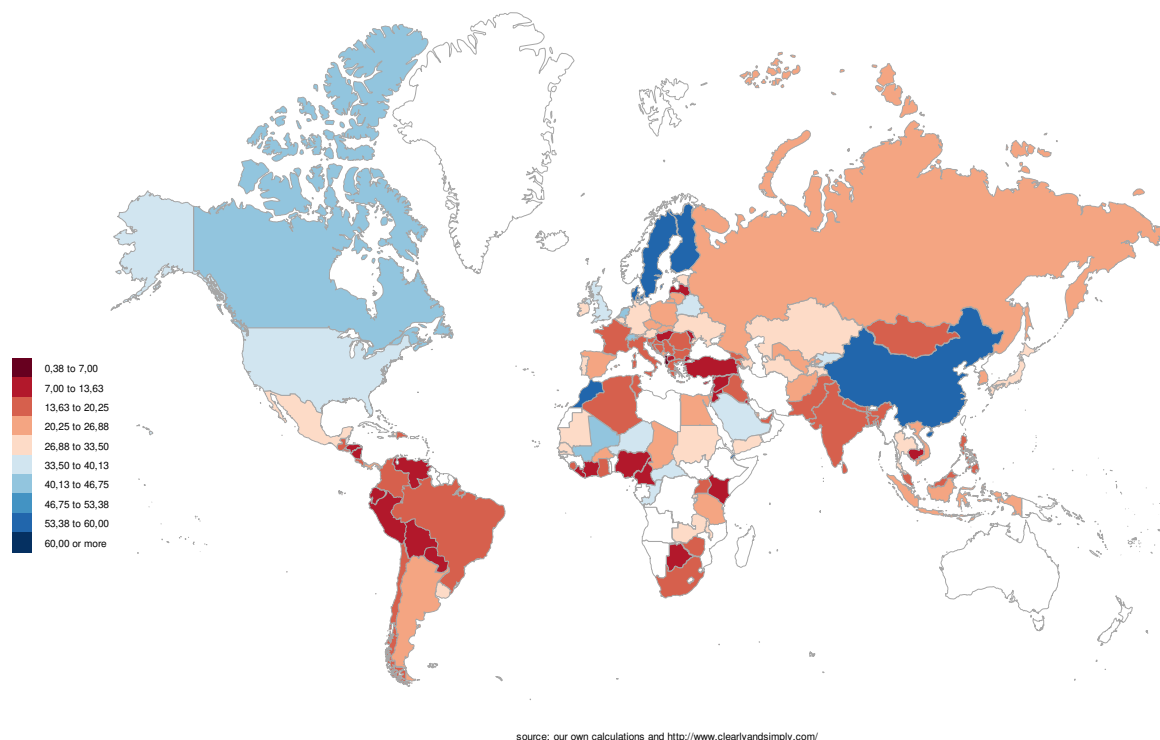 0,38 to 7,00
7,00 to 13,63
13,63 to 20,25
20,25 to 26,88
26,88 to 33,50
33,50 to 40,13
40,13 to 46,75
46,75 to 53,38
53,38 to 60,00
60,00 or more
source: our own calculations and http://www.clearlyandsimply.com/